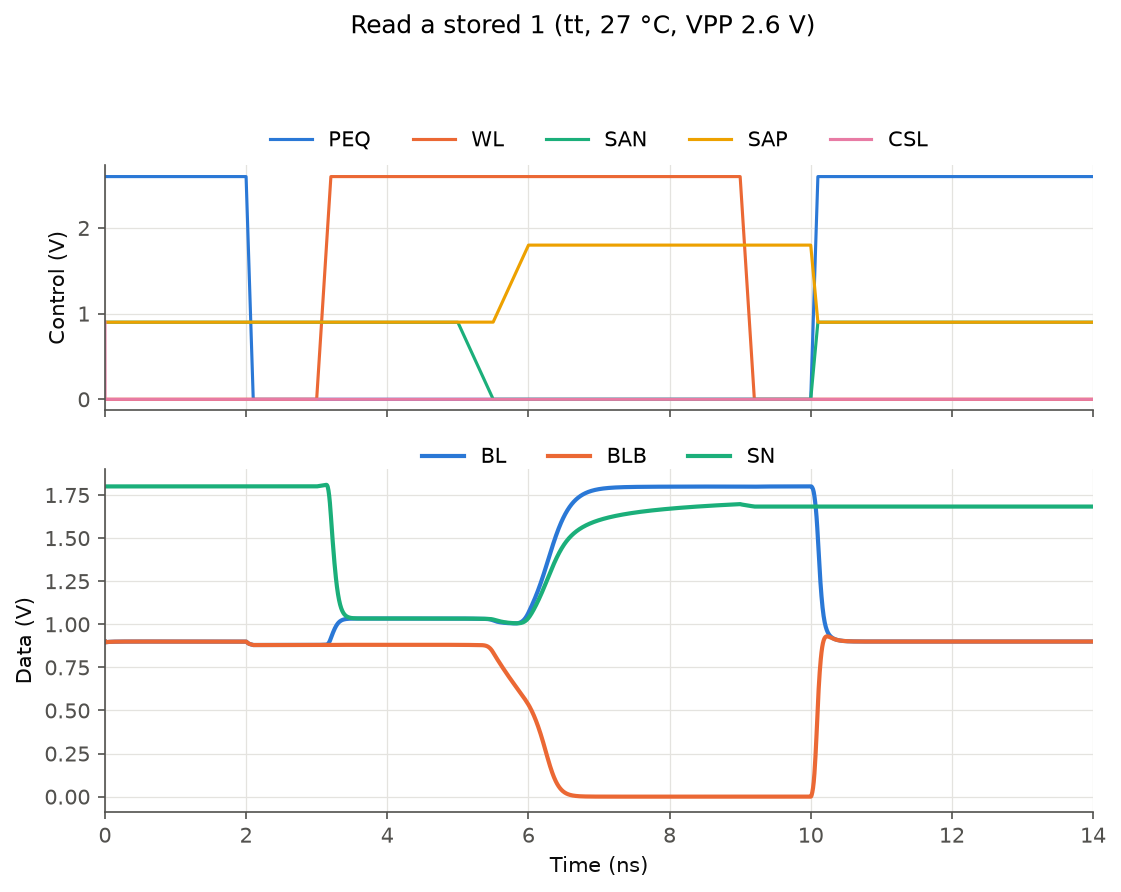 Read a stored 1 (tt, 27 °C, VPP 2.6 V)
PEQ WL SAN SAP CSL
Control (V)
2
1
0
BL BLB SN
Data (V)
1.75
1.50
1.25
1.00
0.75
0.50
0.25
0.00
0 2 4 6 8 10 12 14
Time (ns)